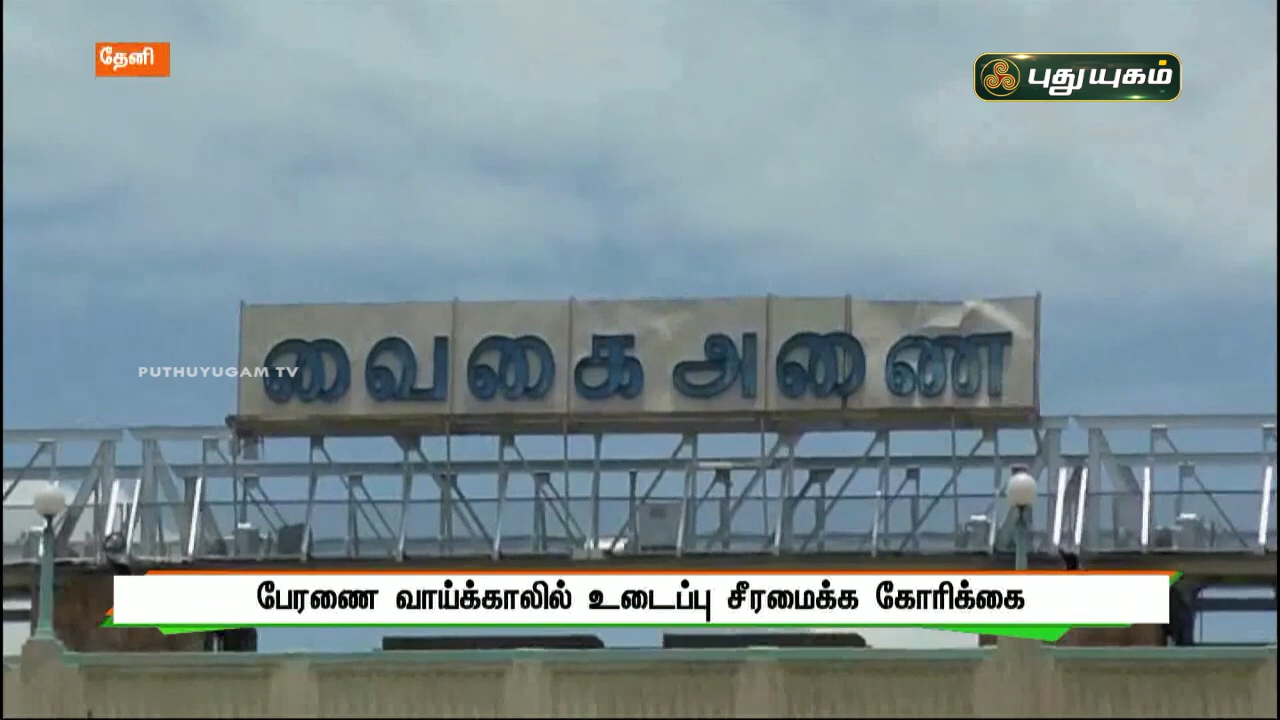 தேனி
புதுயுகம்
PUTHUYUGAM TV
வைகை அணை
பேரணை வாய்க்காலில் உடைப்பு சீரமைக்க கோரிக்கை